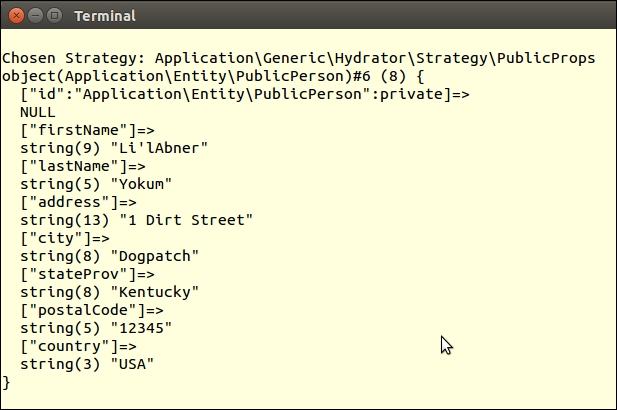 Terminal
Chosen Strategy: Application\Generic\Hydrator\Strategy\PublicProps
object(Application\Entity\PublicPerson)#6 (8) {
  ["id":"Application\Entity\PublicPerson":private]=>
  NULL
  ["firstName"]=>
  string(9) "Li'lAbner"
  ["lastName"]=>
  string(5) "Yokum"
  ["address"]=>
  string(13) "1 Dirt Street"
  ["city"]=>
  string(8) "Dogpatch"
  ["stateProv"]=>
  string(8) "Kentucky"
  ["postalCode"]=>
  string(5) "12345"
  ["country"]=>
  string(3) "USA"
}